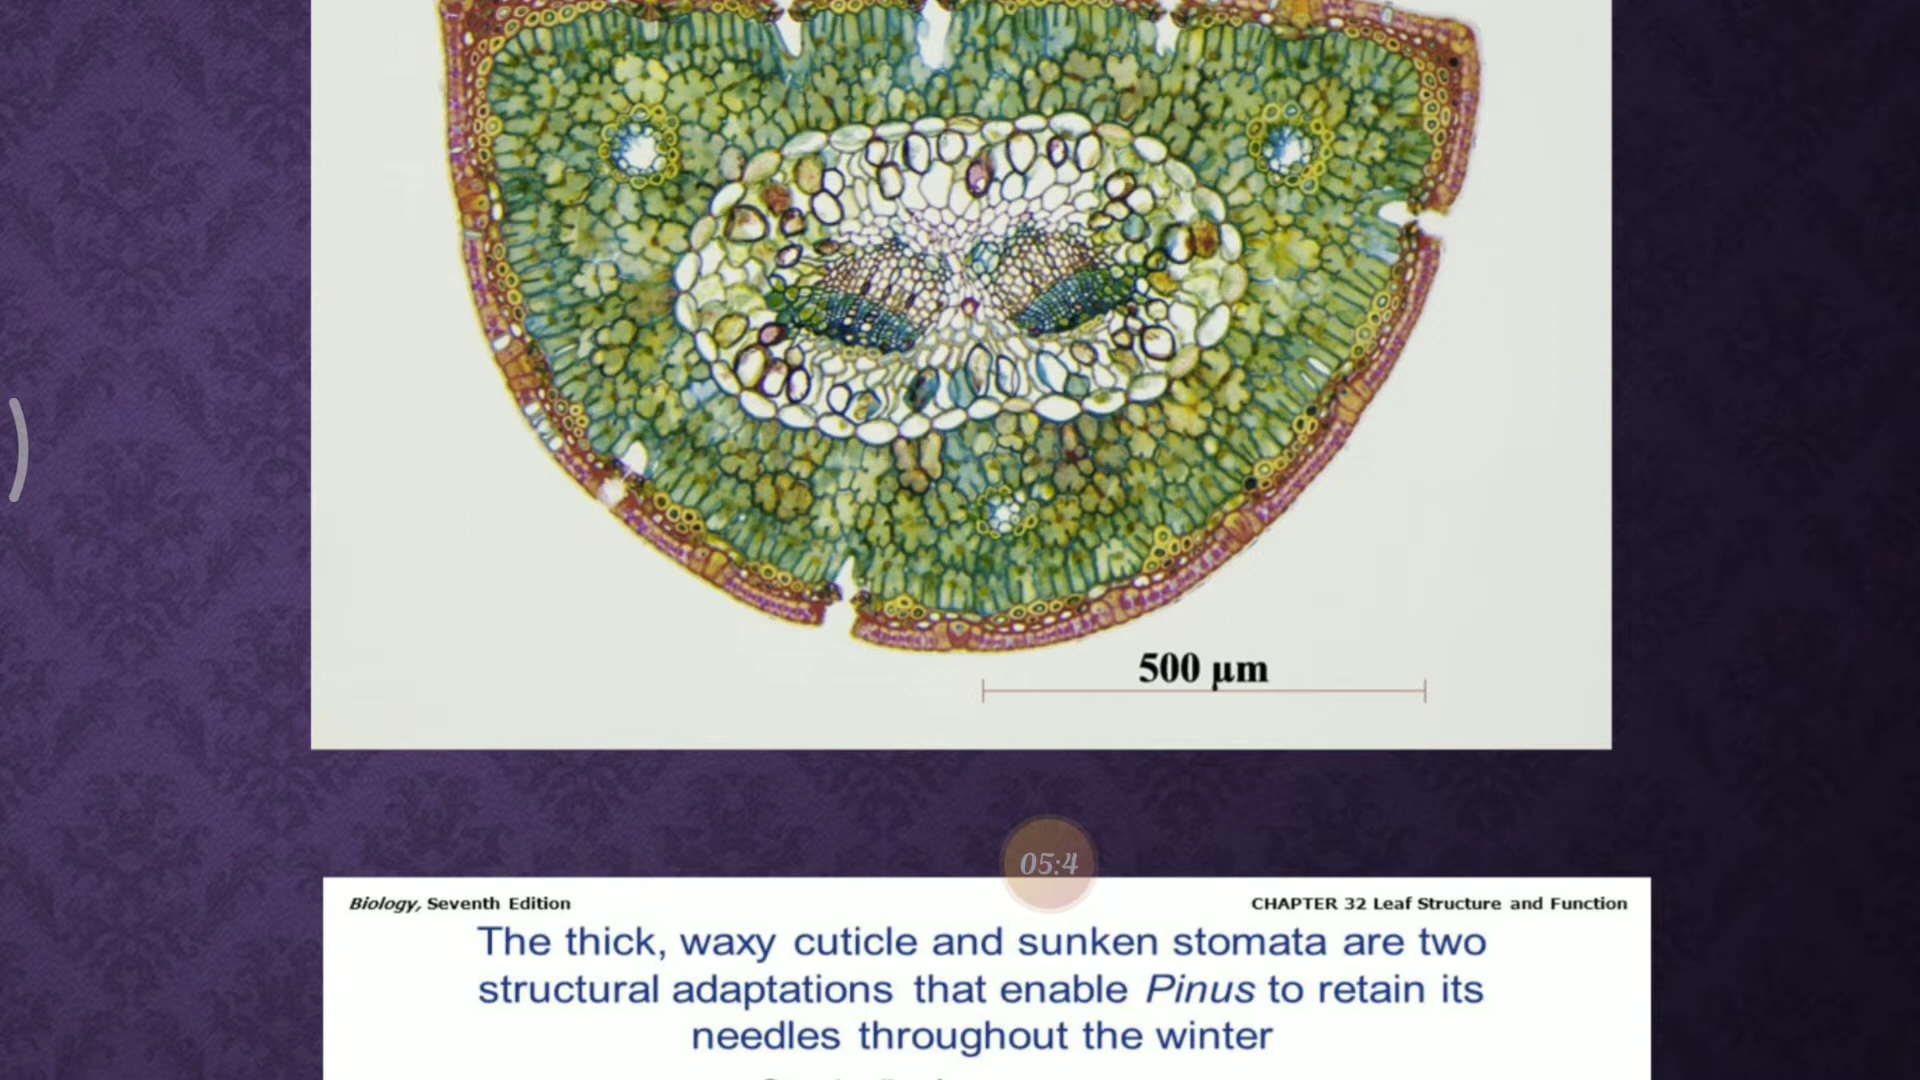 500 µm
05:4
Biology, Seventh Edition
CHAPTER 32 Leaf Structure and Function
The thick, waxy cuticle and sunken stomata are two
structural adaptations that enable Pinus to retain its
needles throughout the winter